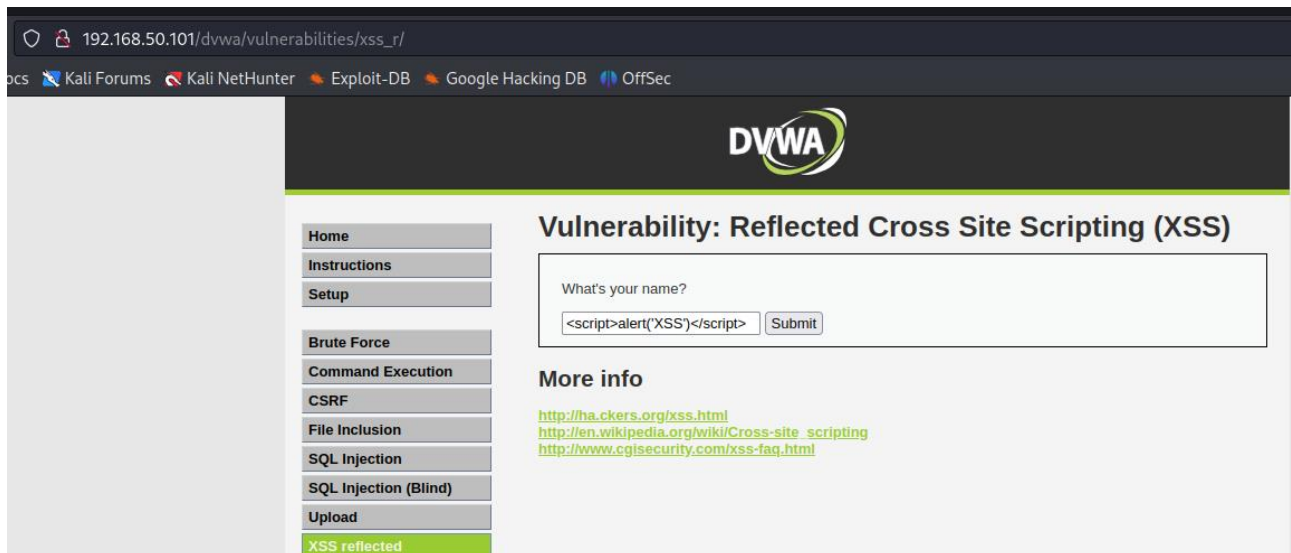 192.168.50.101/dvwa/vulnerabilities/xss_r/
ocs Kali Forums Kali NetHunter Exploit-DB Google Hacking DB OffSec
DVWA
Home
Instructions
Setup
Brute Force
Command Execution
CSRF
File Inclusion
SQL Injection
SQL Injection (Blind)
Upload
XSS reflected
Vulnerability: Reflected Cross Site Scripting (XSS)
What's your name?
<script>alert('XSS')</script> Submit
More info
http://ha.ckers.org/xss.html
http://en.wikipedia.org/wiki/Cross-site_scripting
http://www.cgisecurity.com/xss-faq.html